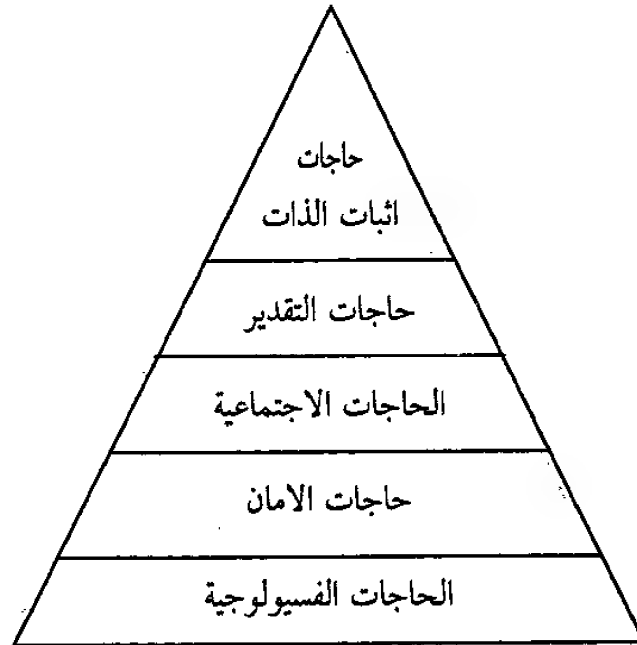 حاجات
اثبات الذات
حاجات التقدير
الحاجات الاجتماعية
حاجات الامان
الحاجات الفسيولوجية